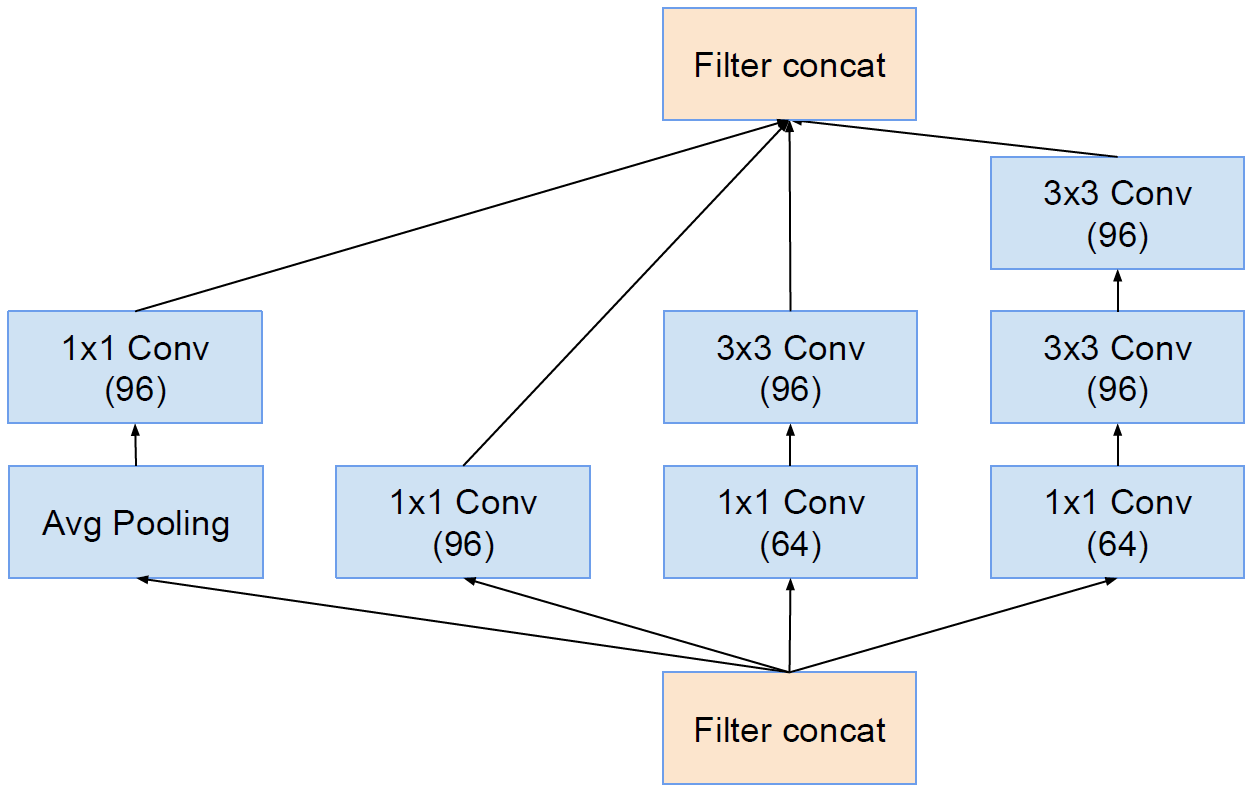 Filter concat
3x3 Conv
(96)
1x1 Conv
(96)
3x3 Conv
(96)
3x3 Conv
(96)
Avg Pooling
1x1 Conv
(96)
1x1 Conv
(64)
1x1 Conv
(64)
Filter concat